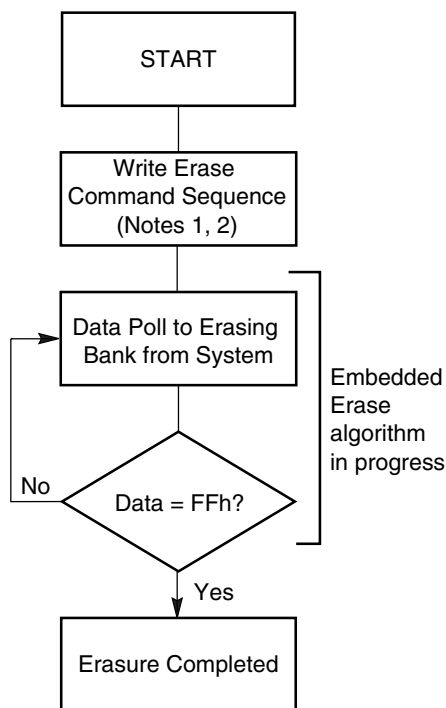 START
Write Erase
Command Sequence
(Notes 1, 2)
Data Poll to Erasing
Bank from System
Embedded
Erase
algorithm
in progress
No
Data = FFh?
Yes
Erasure Completed